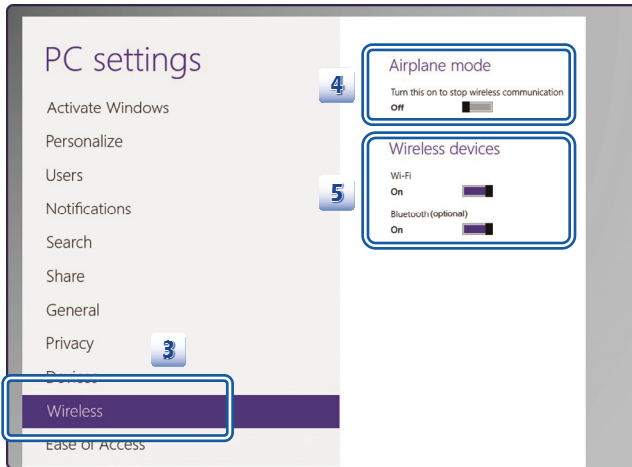 PC settings
Activate Windows
Personalize
Users
Notifications
Search
Share
General
Privacy
Devices
Wireless
Ease of Access
3
4
Airplane mode
Turn this on to stop wireless communication
Off
5
Wireless devices
Wi-Fi
On
Bluetooth (optional)
On